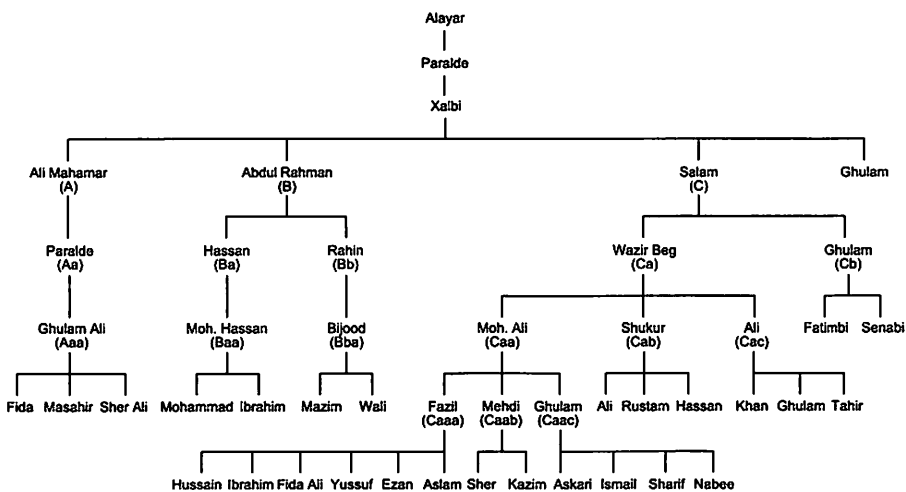 Alayar
Paralde
Xalbi
Ali Mahamar Abdul Rahman Salam Ghulam
(A) (B) (C)
Paralde Hassan Rahin Wazir Beg Ghulam
(Aa) (Ba) (Bb) (Ca) (Cb)
Ghulam Ali Moh. Hassan Bijood Moh. Ali Shukur Ali Fatimbi Senabi
(Aaa) (Baa) (Bba) (Caa) (Cab) (Cac)
Fida Masahir Sher Ali Mohammad Ibrahim Mazim Wali Fazil Mehdi Ghulam Ali Rustam Hassan Khan Ghulam Tahir
(Caaa) (Caab) (Caac)
Hussain Ibrahim Fida Ali Yussuf Ezan Aslam Sher Kazim Askari Ismail Sharif Nabee